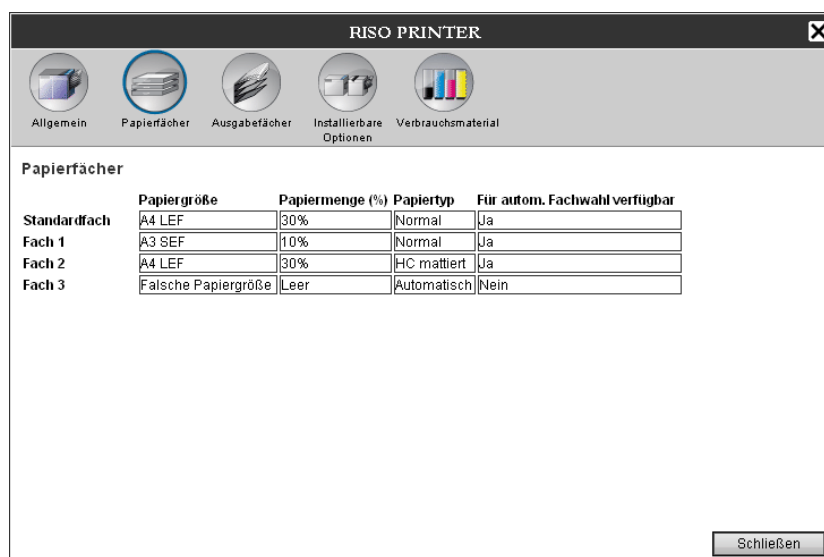 RISO PRINTER
Allgemein Papierfächer Ausgabefächer Installierbare Optionen Verbrauchsmaterial
Papierfächer
Papiergröße Papiermenge (%) Papiertyp Für autom. Fachwahl verfügbar
Standardfach A4 LEF 30% Normal Ja
Fach 1 A3 SEF 10% Normal Ja
Fach 2 A4 LEF 30% HC mattiert Ja
Fach 3 Falsche Papiergröße Leer Automatisch Nein
Schließen